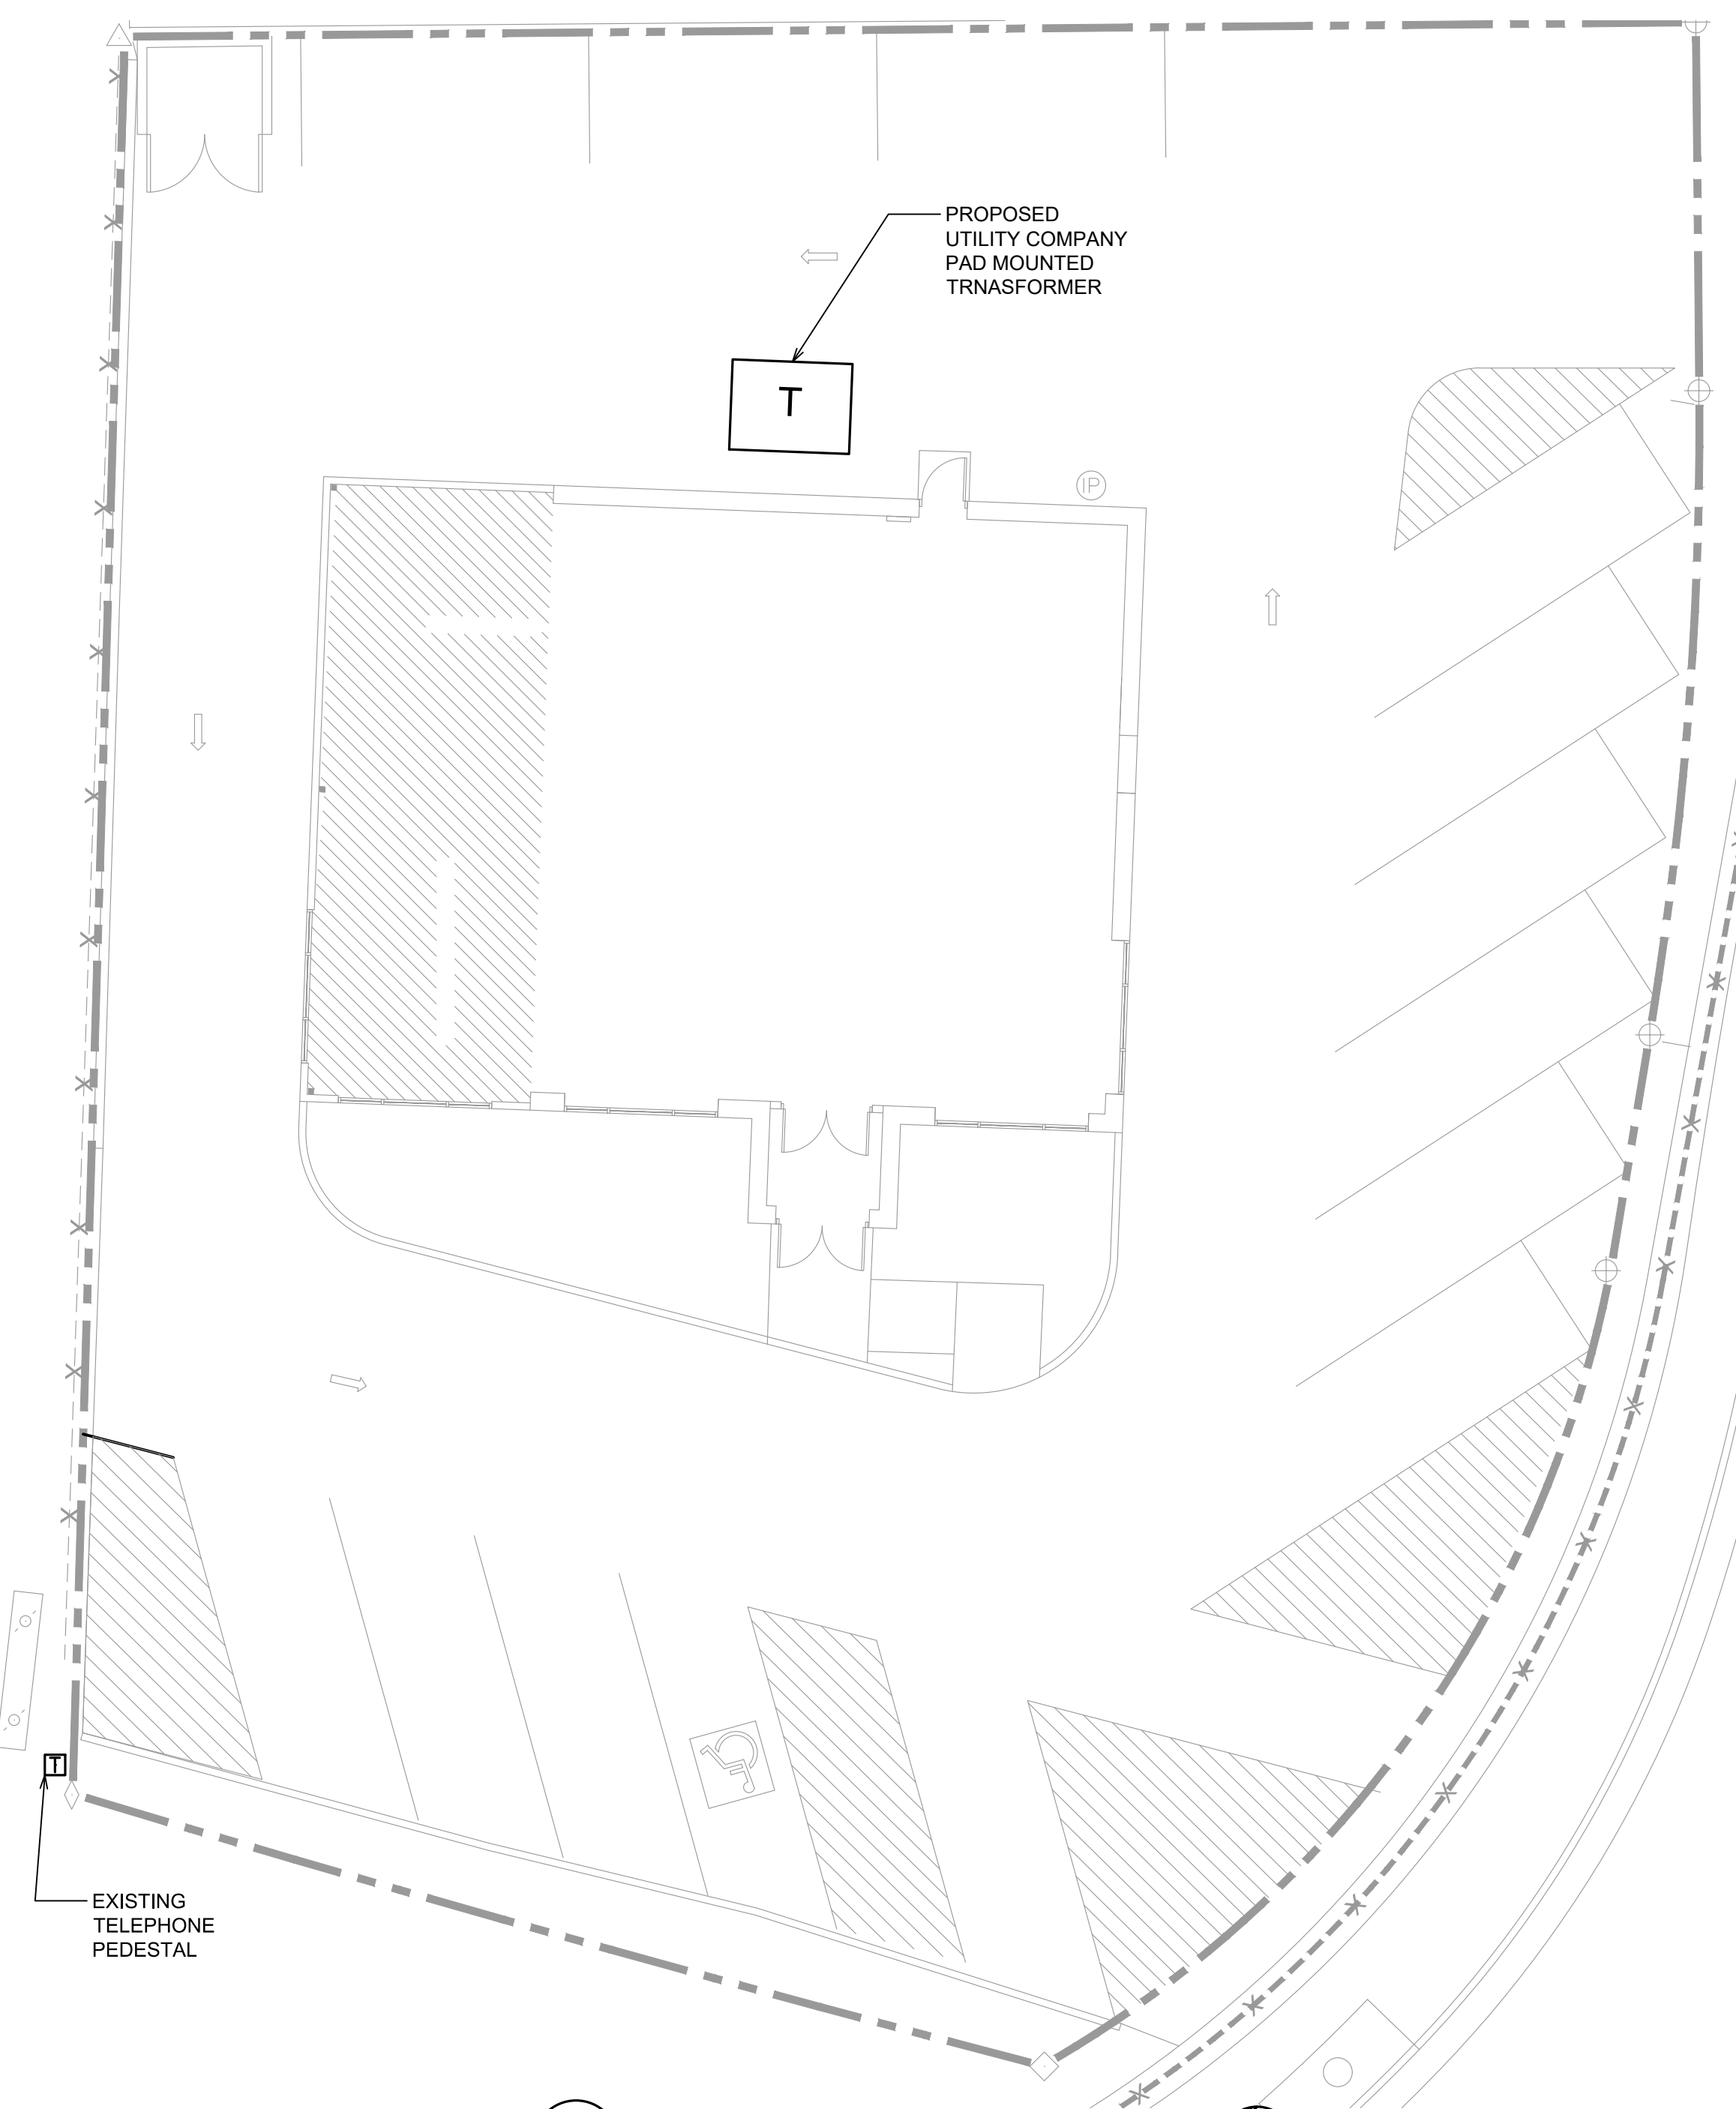 PROPOSED
UTILITY COMPANY
PAD MOUNTED
TRNASFORMER
T
IP
T
EXISTING
TELEPHONE
PEDESTAL